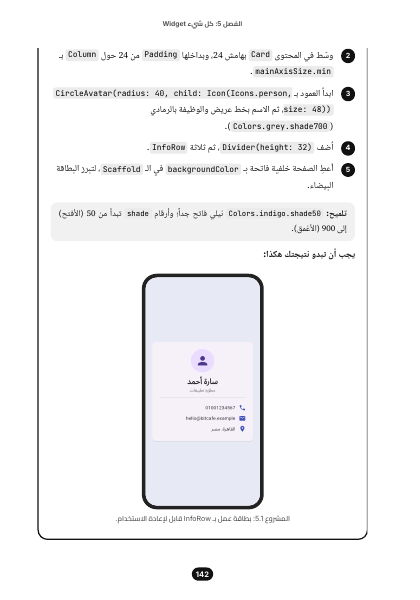 الفصل 5: كل شيء Widget
2 وسّط في المحتوى Card بهامش 24، وبداخلها Padding من 24 حول Column بـ
mainAxisSize.min.
3 ابدأ العمود بـ CircleAvatar(radius: 40, child: Icon(Icons.person,
size: 48))، ثم الاسم بخط عريض والوظيفة بالرمادي
(Colors.grey.shade700).
4 أضف Divider(height: 32)، ثم ثلاثة InfoRow.
5 أعطِ الصفحة خلفية فاتحة بـ backgroundColor في الـ Scaffold، لتبرز البطاقة
البيضاء.
تلميح: Colors.indigo.shade50 نيلي فاتح جداً؛ وأرقام shade تبدأ من 50 (الأفتح)
إلى 900 (الأغمق).
يجب أن تبدو نتيجتك هكذا:
سارة أحمد
مطوّرة تطبيقات
01001234567
hello@bitcafe.example
القاهرة، مصر
المشروع 5.1: بطاقة عمل بـ InfoRow قابل لإعادة الاستخدام.
142